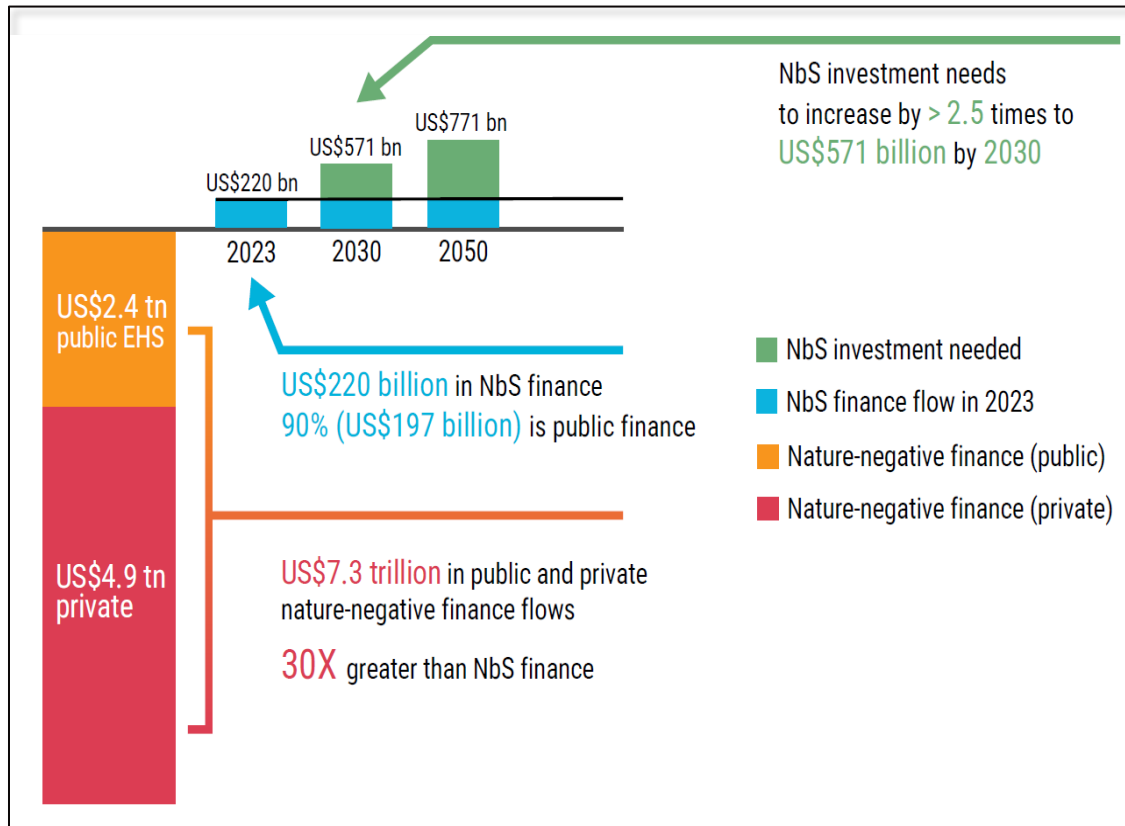 NbS investment needs
to increase by > 2.5 times to
US$571 billion by 2030
US$771 bn
US$571 bn
US$220 bn
2023
2030
2050
US$2.4 tn
public EHS
US$4.9 tn
private
US$220 billion in NbS finance
90% (US$197 billion) is public finance
US$7.3 trillion in public and private
nature-negative finance flows
30X greater than NbS finance
NbS investment needed
NbS finance flow in 2023
Nature-negative finance (public)
Nature-negative finance (private)